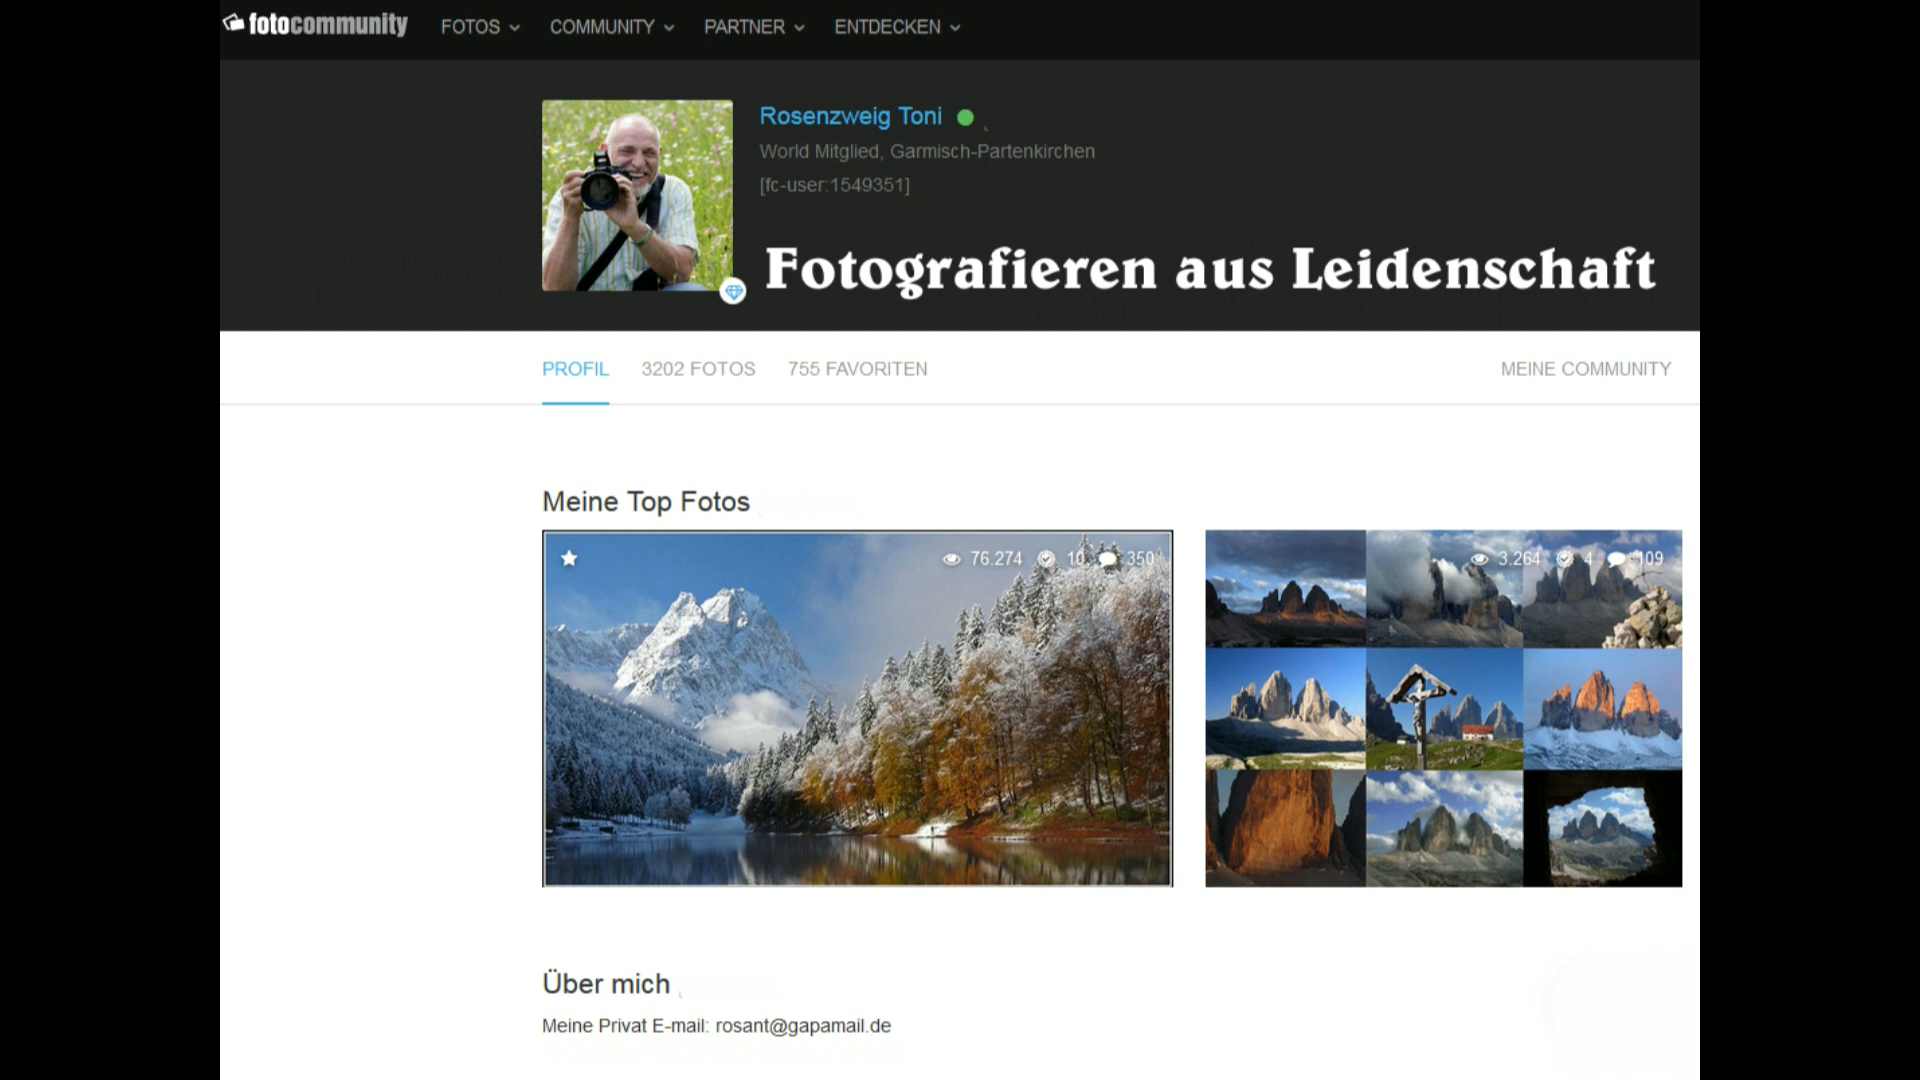 fotocommunity FOTOS COMMUNITY PARTNER ENTDECKEN
Rosenzweig Toni
World Mitglied, Garmisch-Partenkirchen
[fc-user:1549351]
Fotografieren aus Leidenschaft
PROFIL 3202 FOTOS 755 FAVORITEN MEINE COMMUNITY
Meine Top Fotos
76.274 10 350 3.264 4 109
Über mich
Meine Privat E-mail: rosant@gapamail.de